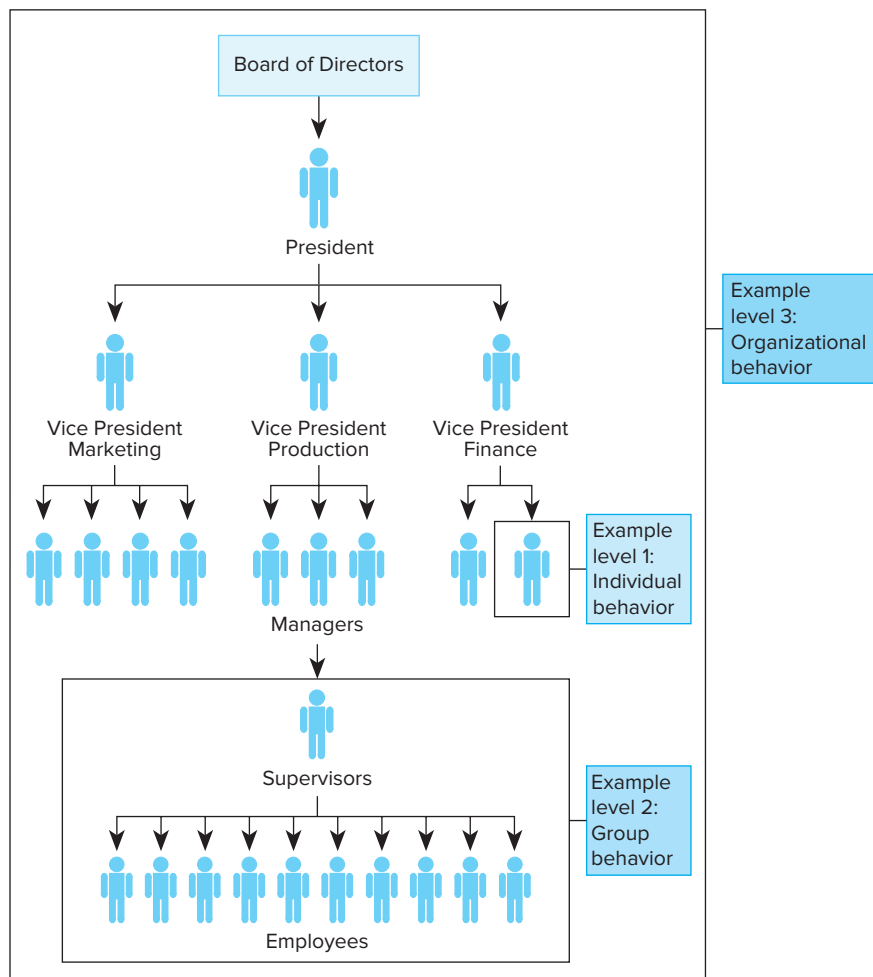 Board of Directors
President
Vice President
Marketing
Vice President
Production
Vice President
Finance
Example
level 3:
Organizational
behavior
Example
level 1:
Individual
behavior
Managers
Supervisors
Example
level 2:
Group
behavior
Employees